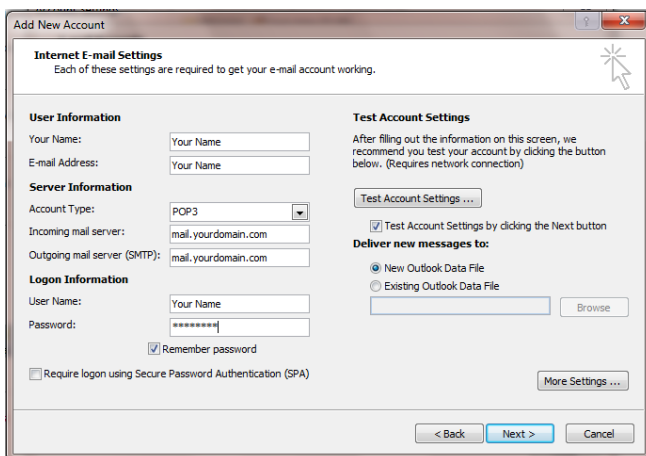 Add New Account
Internet E-mail Settings
Each of these settings are required to get your e-mail account working.
User Information
Your Name: Your Name
E-mail Address: Your Name
Server Information
Account Type: POP3
Incoming mail server: mail.yourdomain.com
Outgoing mail server (SMTP): mail.yourdomain.com
Logon Information
User Name: Your Name
Password: ********
Remember password
Require logon using Secure Password Authentication (SPA)
Test Account Settings
After filling out the information on this screen, we
recommend you test your account by clicking the button
below. (Requires network connection)
Test Account Settings ...
Test Account Settings by clicking the Next button
Deliver new messages to:
New Outlook Data File
Existing Outlook Data File
Browse
More Settings ...
< Back Next > Cancel